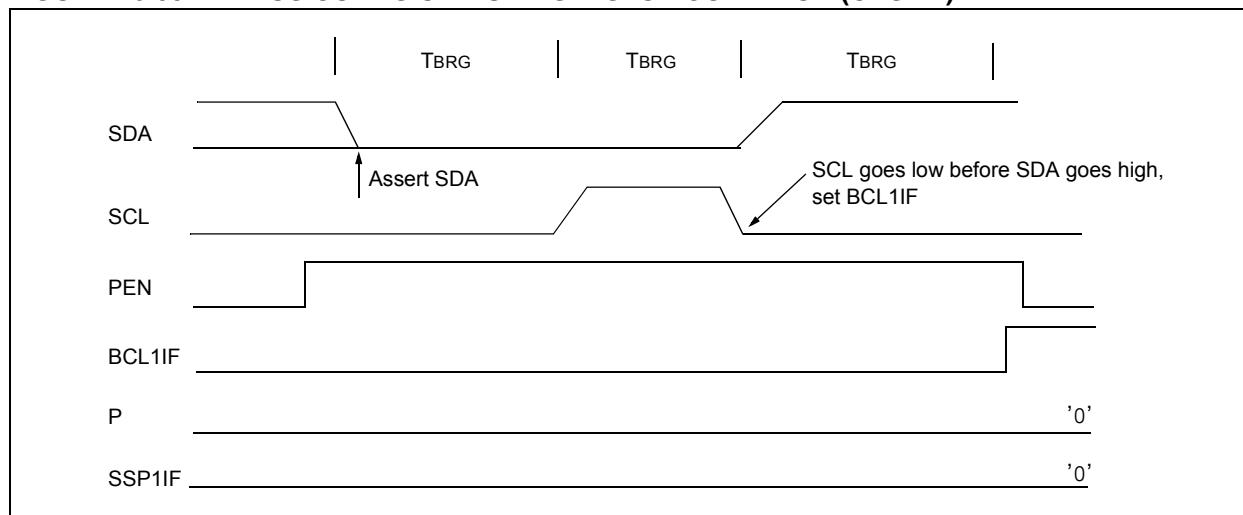 TBRG TBRG TBRG
SDA
Assert SDA
SCL goes low before SDA goes high,
set BCL1IF
SCL
PEN
BCL1IF
P '0'
SSP1IF '0'